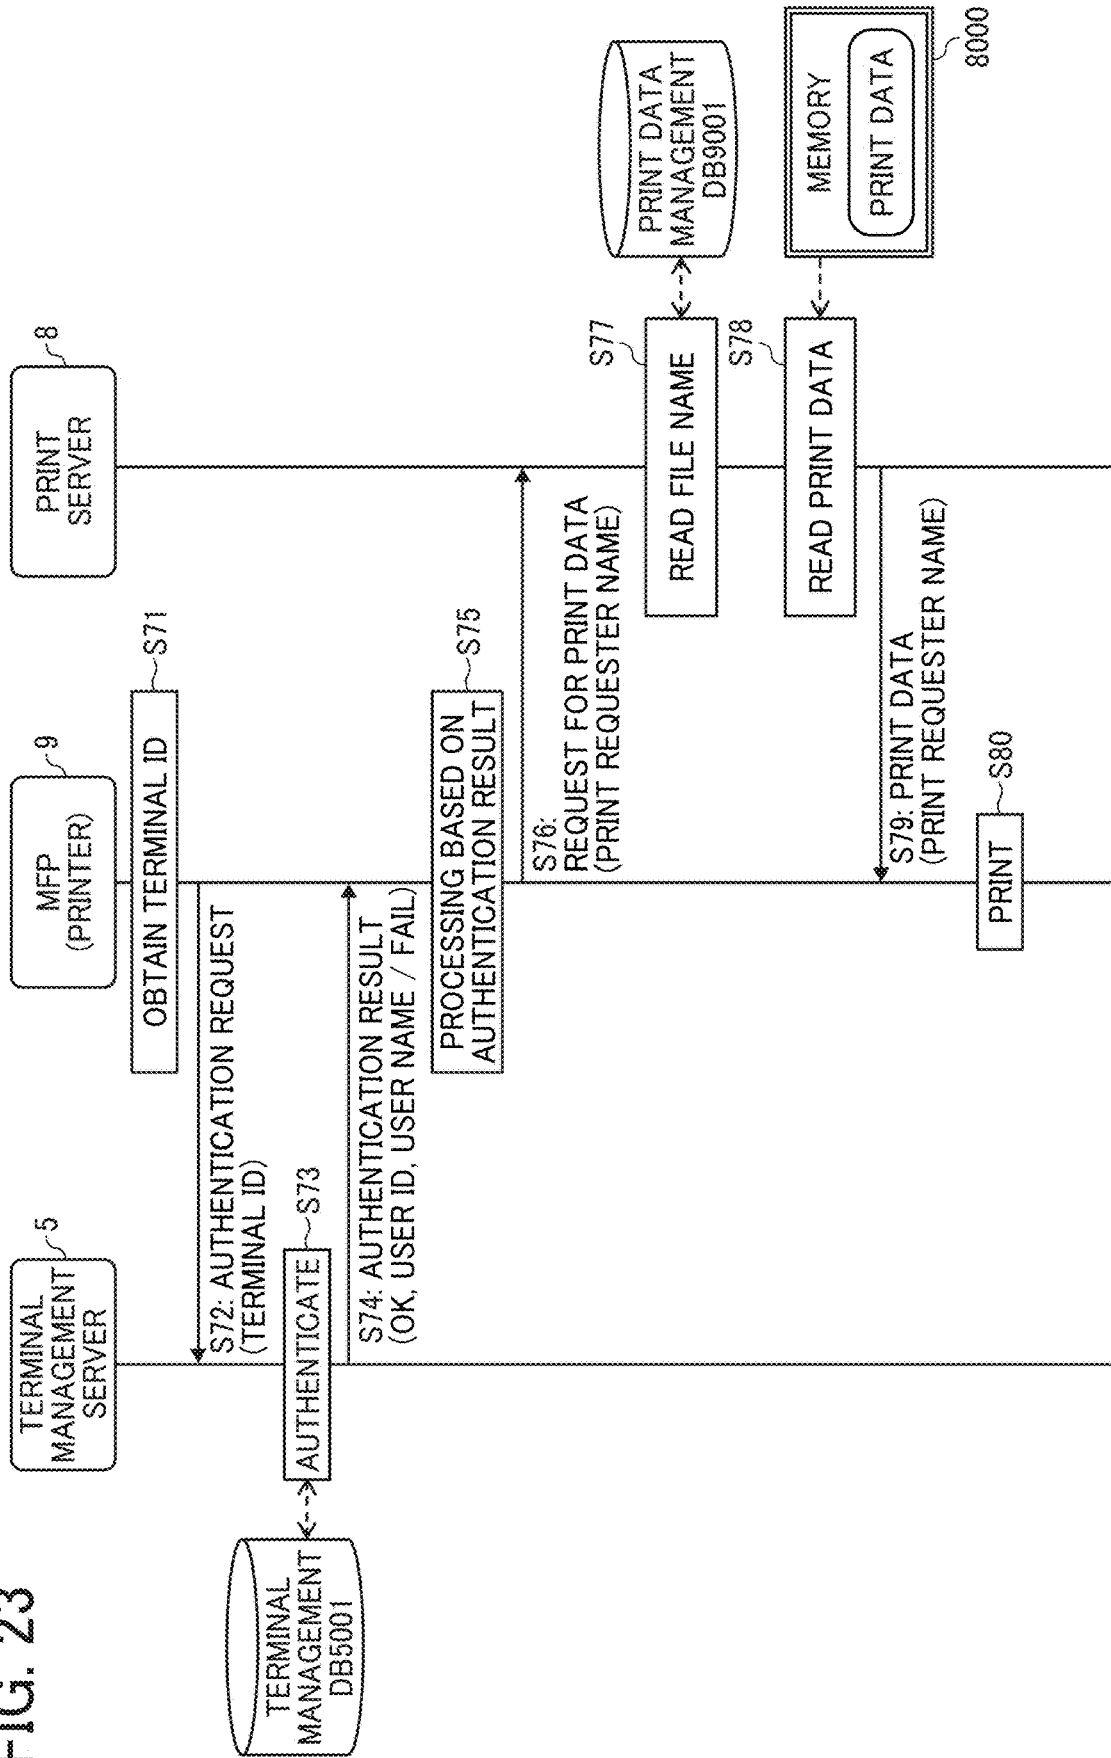 FIG. 23
TERMINAL
MANAGEMENT
SERVER
5
MFP
(PRINTER)
9
PRINT
SERVER
8
OBTAIN TERMINAL ID
S71
S72: AUTHENTICATION REQUEST
(TERMINAL ID)
TERMINAL
MANAGEMENT
DB5001
AUTHENTICATE
S73
S74: AUTHENTICATION RESULT
(OK, USER ID, USER NAME / FAIL)
PROCESSING BASED ON
AUTHENTICATION RESULT
S75
S76:
REQUEST FOR PRINT DATA
(PRINT REQUESTER NAME)
S77
READ FILE NAME
PRINT DATA
MANAGEMENT
DB9001
S78
READ PRINT DATA
MEMORY
PRINT DATA
8000
S79: PRINT DATA
(PRINT REQUESTER NAME)
PRINT
S80